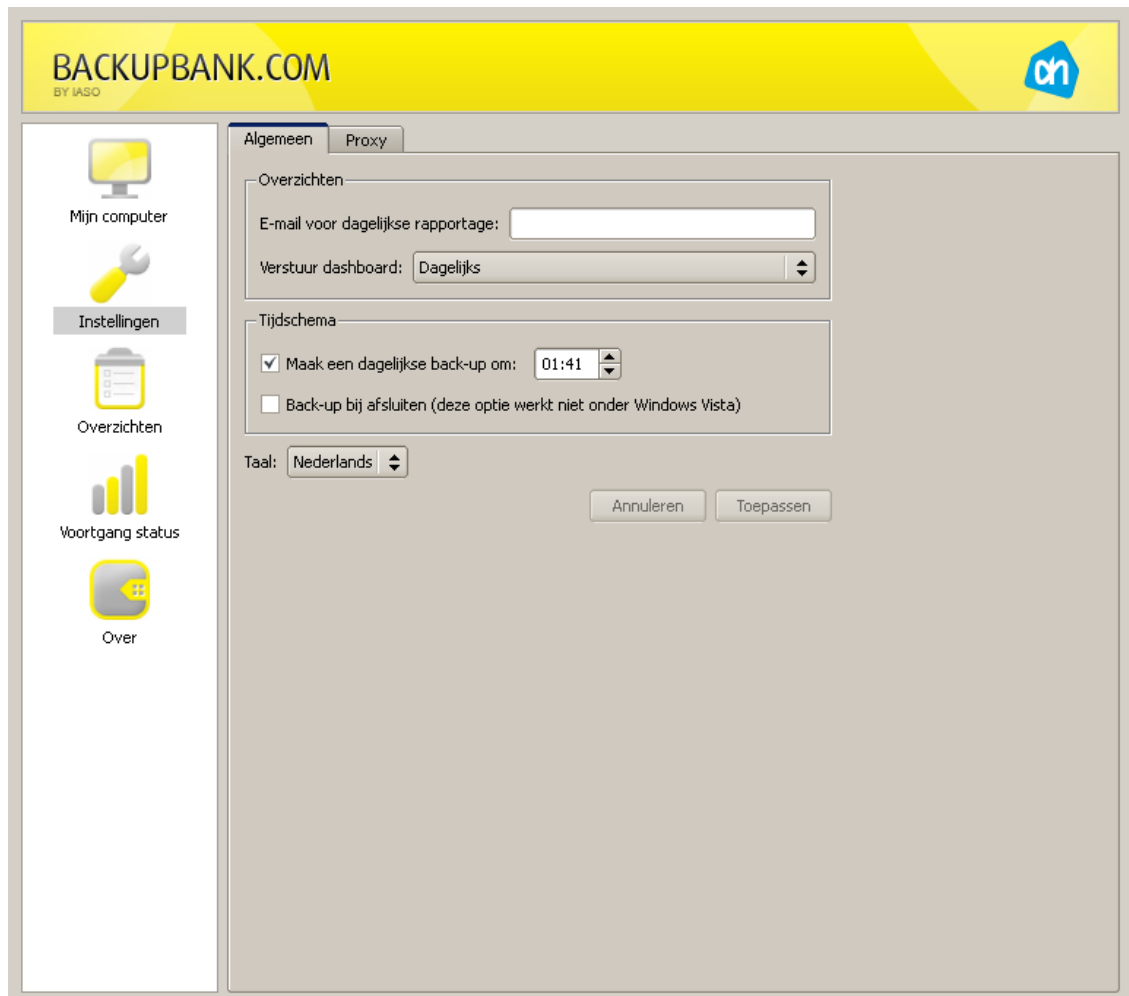 BACKUPBANK.COM
BY IASO
ah
Mijn computer
Instellingen
Overzichten
Voortgang status
Over
Algemeen Proxy
Overzichten
E-mail voor dagelijkse rapportage:
Verstuur dashboard: Dagelijks
Tijdschema
Maak een dagelijkse back-up om: 01:41
Back-up bij afsluiten (deze optie werkt niet onder Windows Vista)
Taal: Nederlands
Annuleren Toepassen